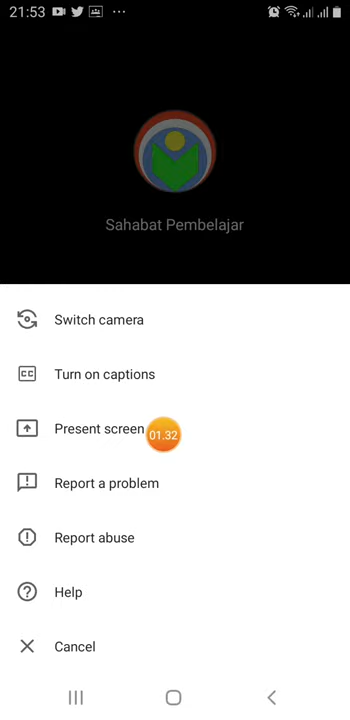 21:53
Sahabat Pembelajar
Switch camera
CC
Turn on captions
Present screen
01.32
Report a problem
Report abuse
Help
Cancel